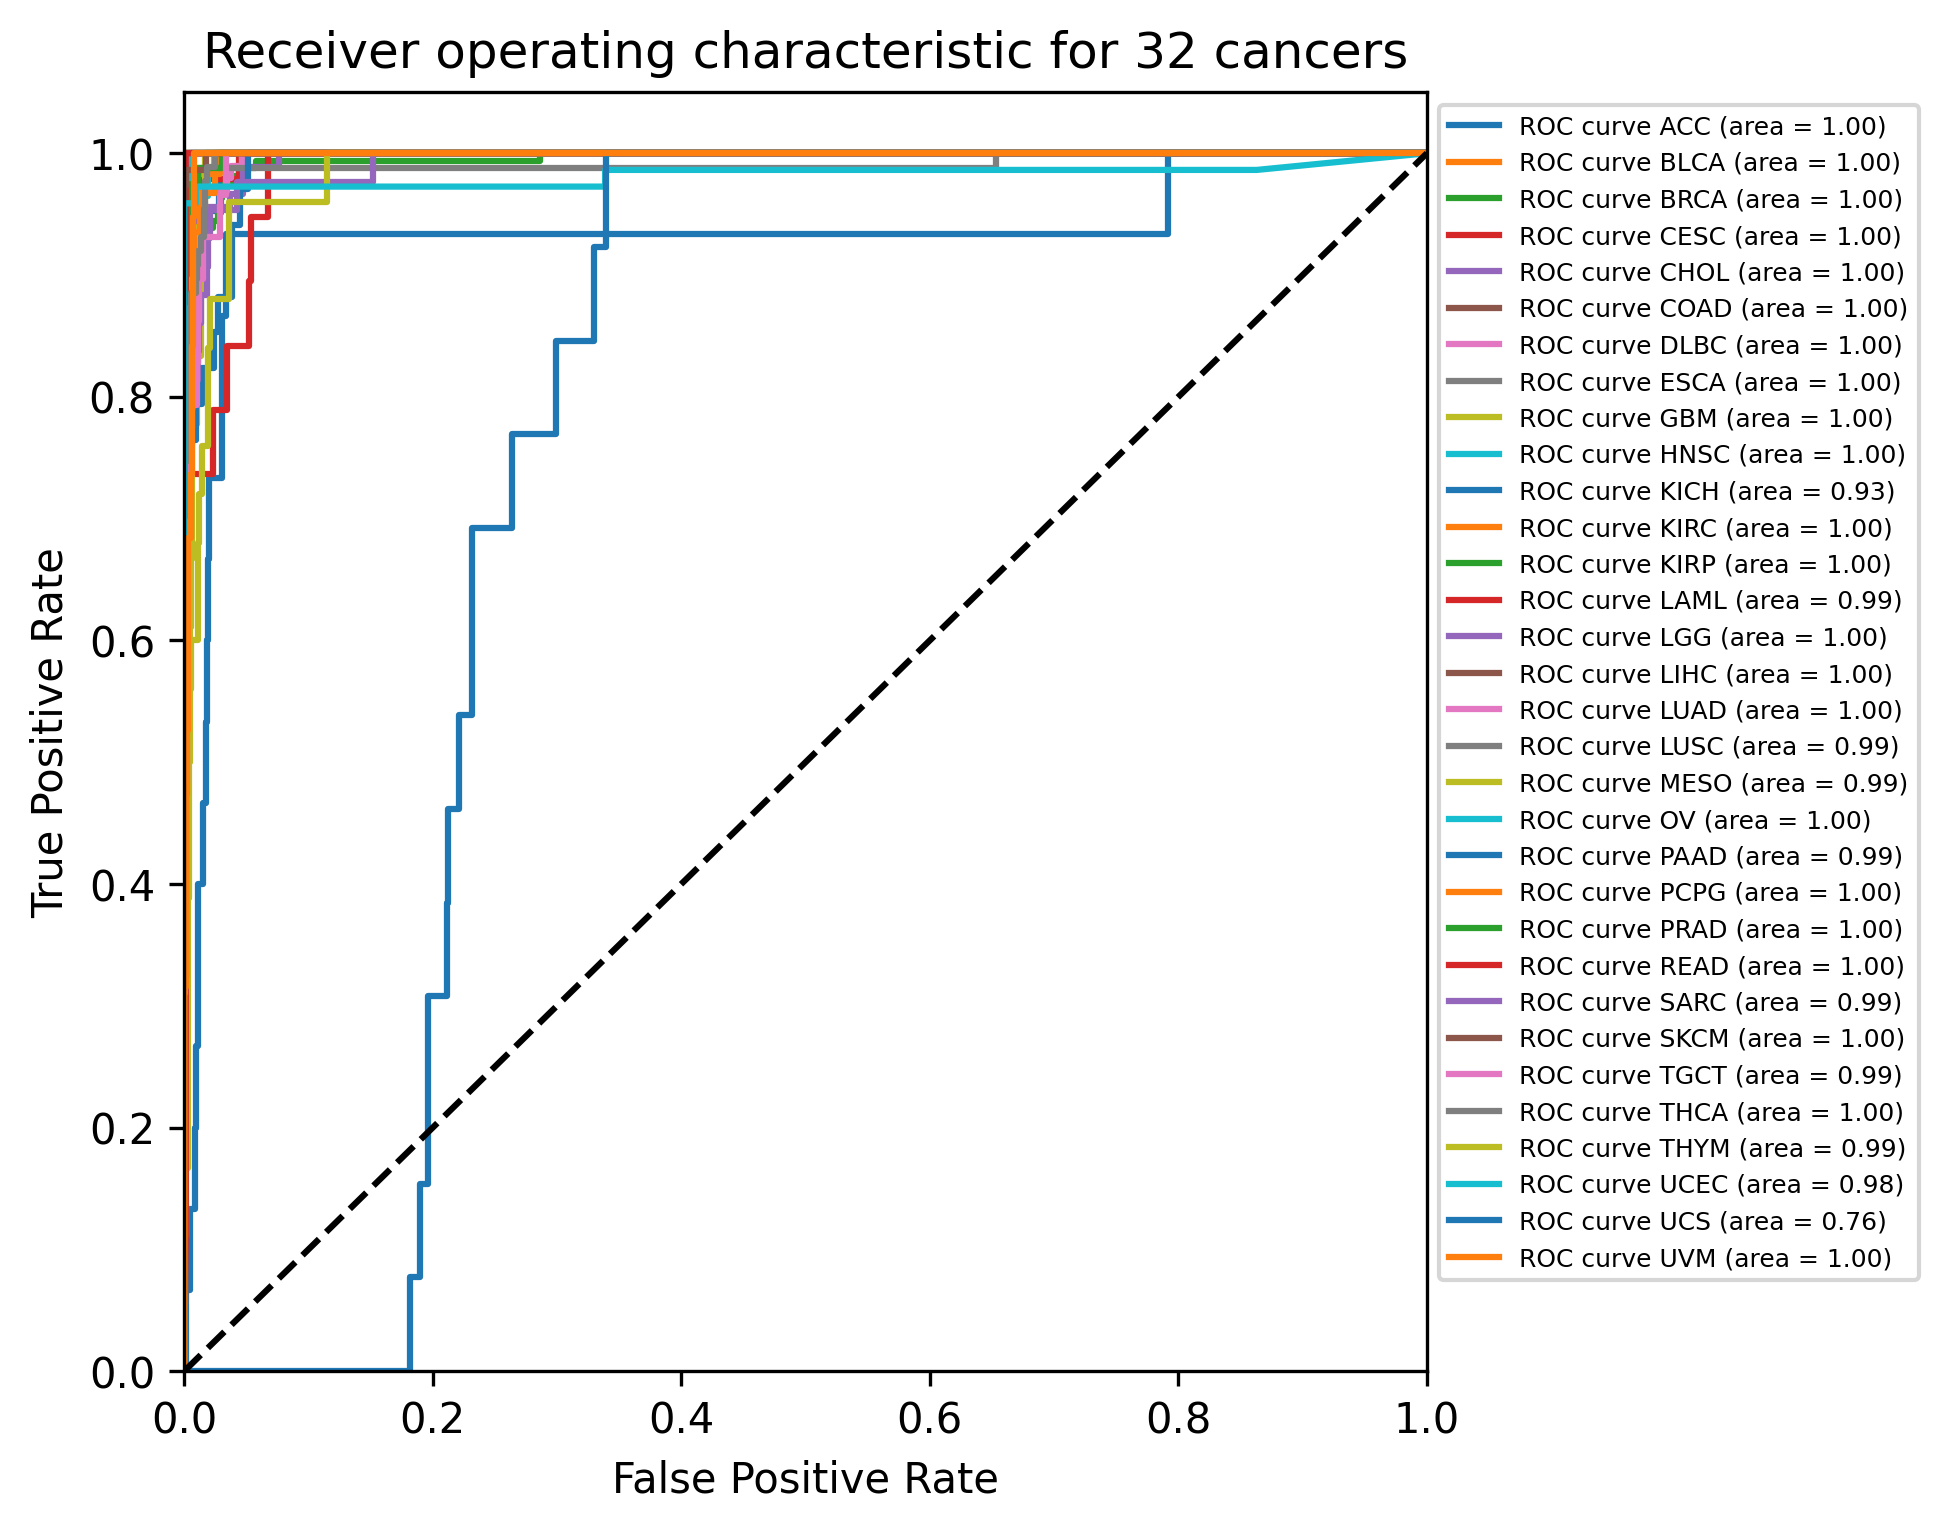 Receiver operating characteristic for 32 cancers
1.0
0.8
0.6
0.4
0.2
0.0
True Positive Rate
0.0 0.2 0.4 0.6 0.8 1.0
False Positive Rate
ROC curve ACC (area = 1.00)
ROC curve BLCA (area = 1.00)
ROC curve BRCA (area = 1.00)
ROC curve CESC (area = 1.00)
ROC curve CHOL (area = 1.00)
ROC curve COAD (area = 1.00)
ROC curve DLBC (area = 1.00)
ROC curve ESCA (area = 1.00)
ROC curve GBM (area = 1.00)
ROC curve HNSC (area = 1.00)
ROC curve KICH (area = 0.93)
ROC curve KIRC (area = 1.00)
ROC curve KIRP (area = 1.00)
ROC curve LAML (area = 0.99)
ROC curve LGG (area = 1.00)
ROC curve LIHC (area = 1.00)
ROC curve LUAD (area = 1.00)
ROC curve LUSC (area = 0.99)
ROC curve MESO (area = 0.99)
ROC curve OV (area = 1.00)
ROC curve PAAD (area = 0.99)
ROC curve PCPG (area = 1.00)
ROC curve PRAD (area = 1.00)
ROC curve READ (area = 1.00)
ROC curve SARC (area = 0.99)
ROC curve SKCM (area = 1.00)
ROC curve TGCT (area = 0.99)
ROC curve THCA (area = 1.00)
ROC curve THYM (area = 0.99)
ROC curve UCEC (area = 0.98)
ROC curve UCS (area = 0.76)
ROC curve UVM (area = 1.00)